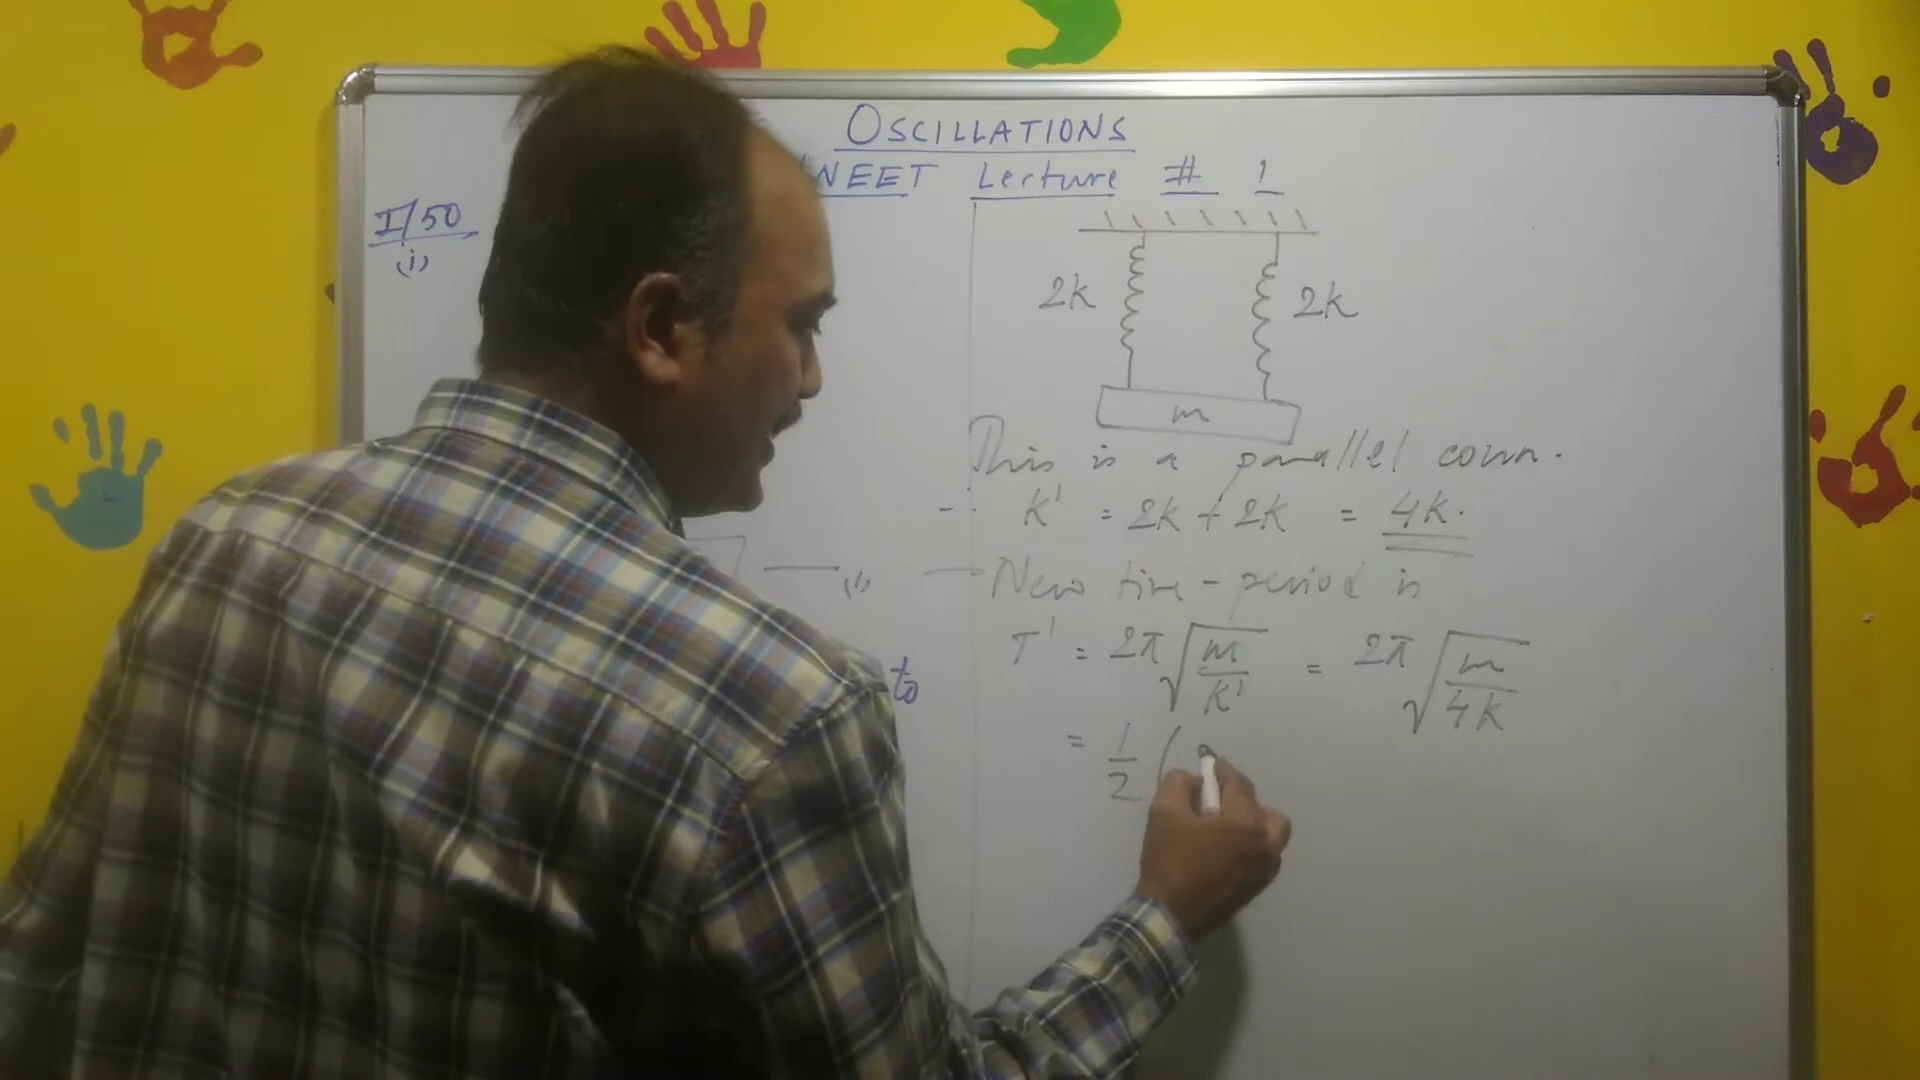 OSCILLATIONS
NEET Lecture # 1
I/50
(i)
2k 2k
m
This is a parallel conn.
∴ K' = 2K + 2K = 4K.
(i)
New time-period is
to
T' = 2π √(m/K') = 2π √(m/4K)
= 1/2 (